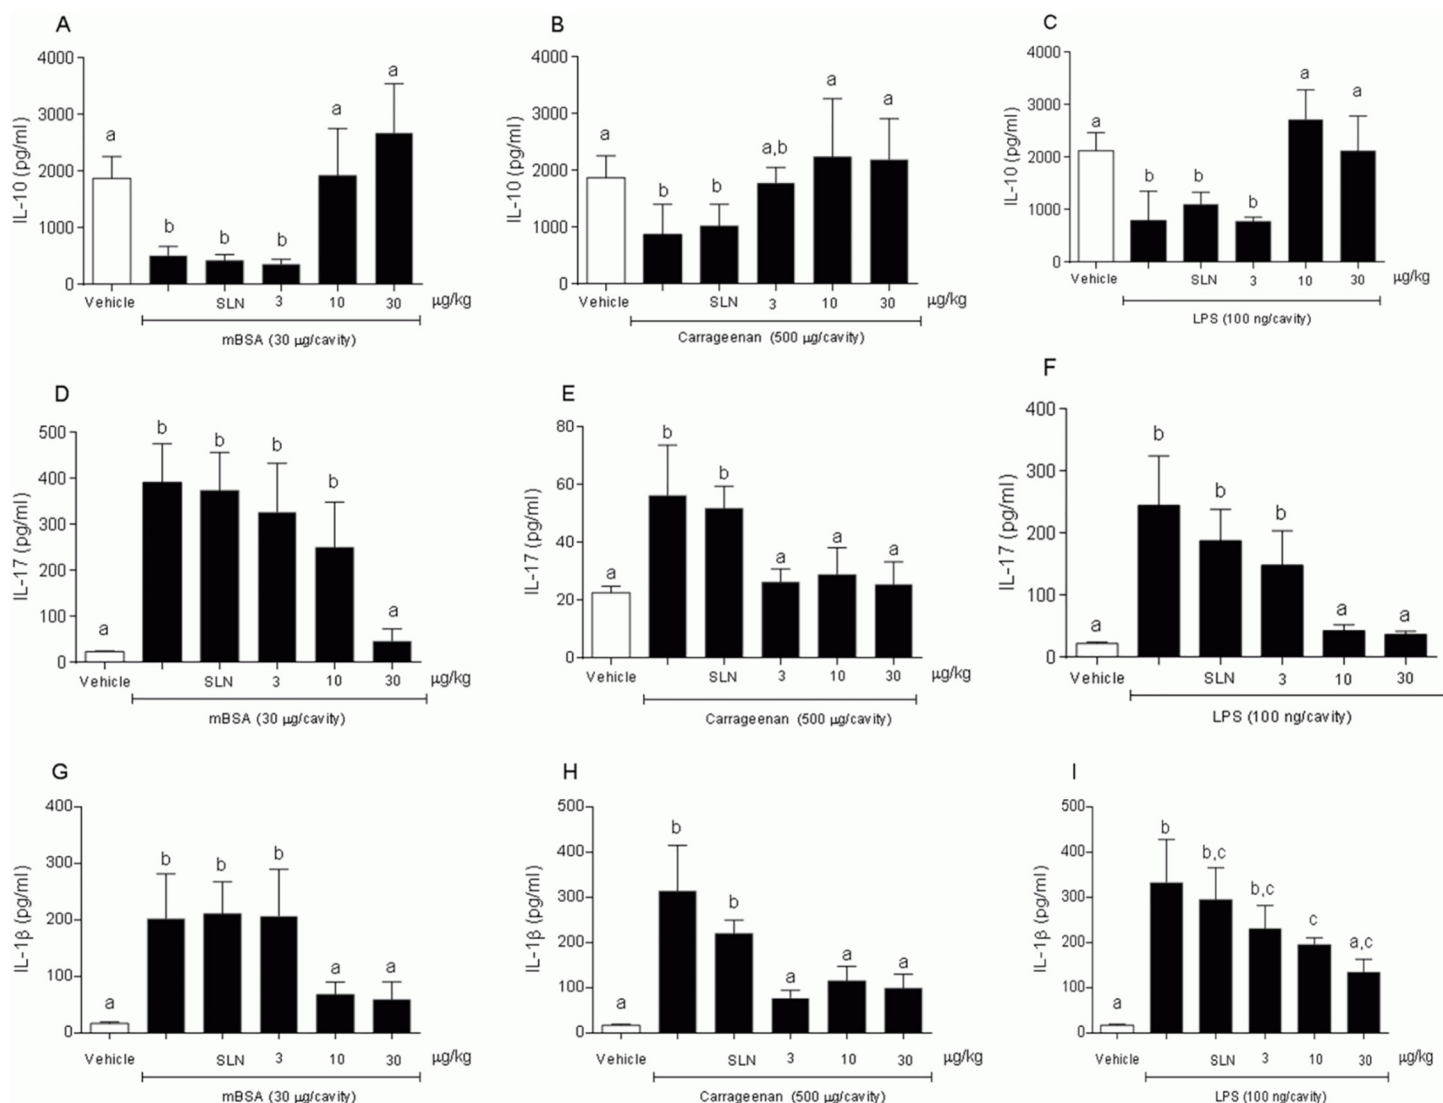 A
B
C
4000
3000
2000
1000
0
IL-10 (pg/ml)
a
b
b
b
a
a
Vehicle
SLN
3
10
30
µg/kg
mBSA (30 µg/cavity)
4000
3000
2000
1000
0
IL-10 (pg/ml)
a
b
b
a,b
a
a
Vehicle
SLN
3
10
30
µg/kg
Carrageenan (500 µg/cavity)
4000
3000
2000
1000
0
IL-10 (pg/ml)
a
b
b
b
a
a
Vehicle
SLN
3
10
30
µg/kg
LPS (100 ng/cavity)
D
E
F
500
400
300
200
100
0
IL-17 (pg/ml)
a
b
b
b
b
a
Vehicle
SLN
3
10
30
µg/kg
mBSA (30 µg/cavity)
80
60
40
20
0
IL-17 (pg/ml)
a
b
b
a
a
a
Vehicle
SLN
3
10
30
µg/kg
Carrageenan (500 µg/cavity)
400
300
200
100
0
IL-17 (pg/ml)
a
b
b
b
a
a
Vehicle
SLN
3
10
30
LPS (100 ng/cavity)
G
H
I
400
300
200
100
0
IL-1β (pg/ml)
a
b
b
b
a
a
Vehicle
SLN
3
10
30
µg/kg
mBSA (30 µg/cavity)
500
400
300
200
100
0
IL-1β (pg/ml)
a
b
b
a
a
a
Vehicle
SLN
3
10
30
µg/kg
Carrageenan (500 µg/cavity)
500
400
300
200
100
0
IL-1β (pg/ml)
a
b
b,c
b,c
c
a,c
Vehicle
SLN
3
10
30
µg/kg
LPS (100 ng/cavity)